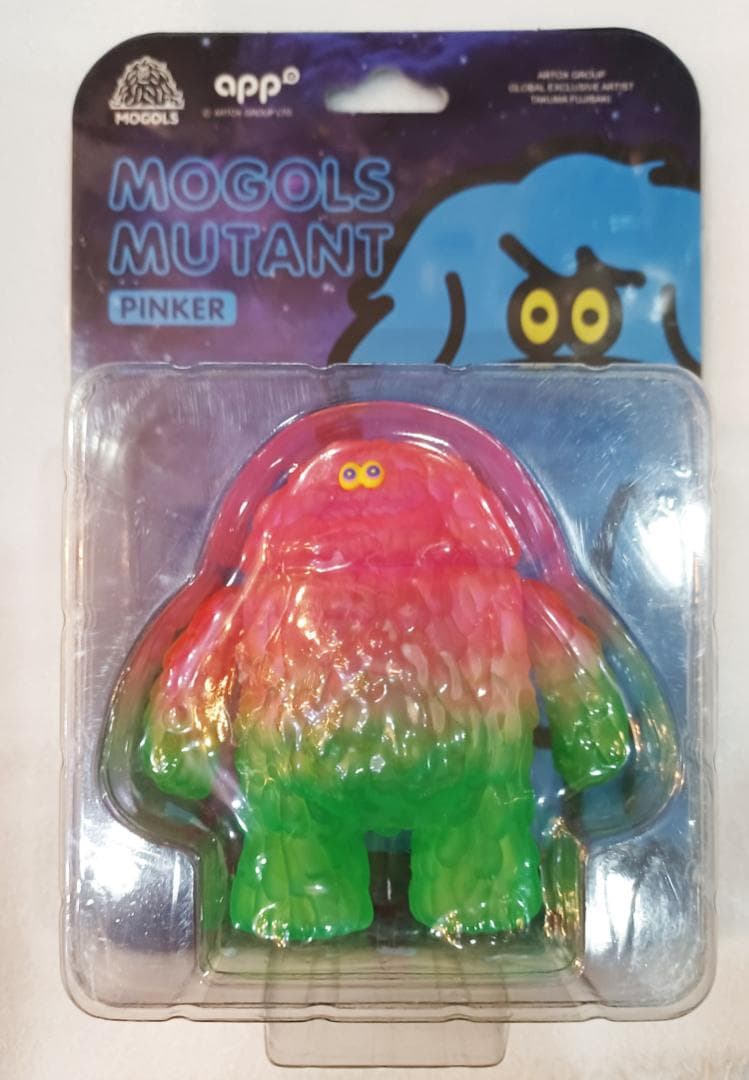 MOGOLS
app
© ARTOX GROUP LTD.
ARTOX GROUP
GLOBAL EXCLUSIVE ARTIST
TAKUMA FUJISAKI
MOGOLS
MUTANT
PINKER